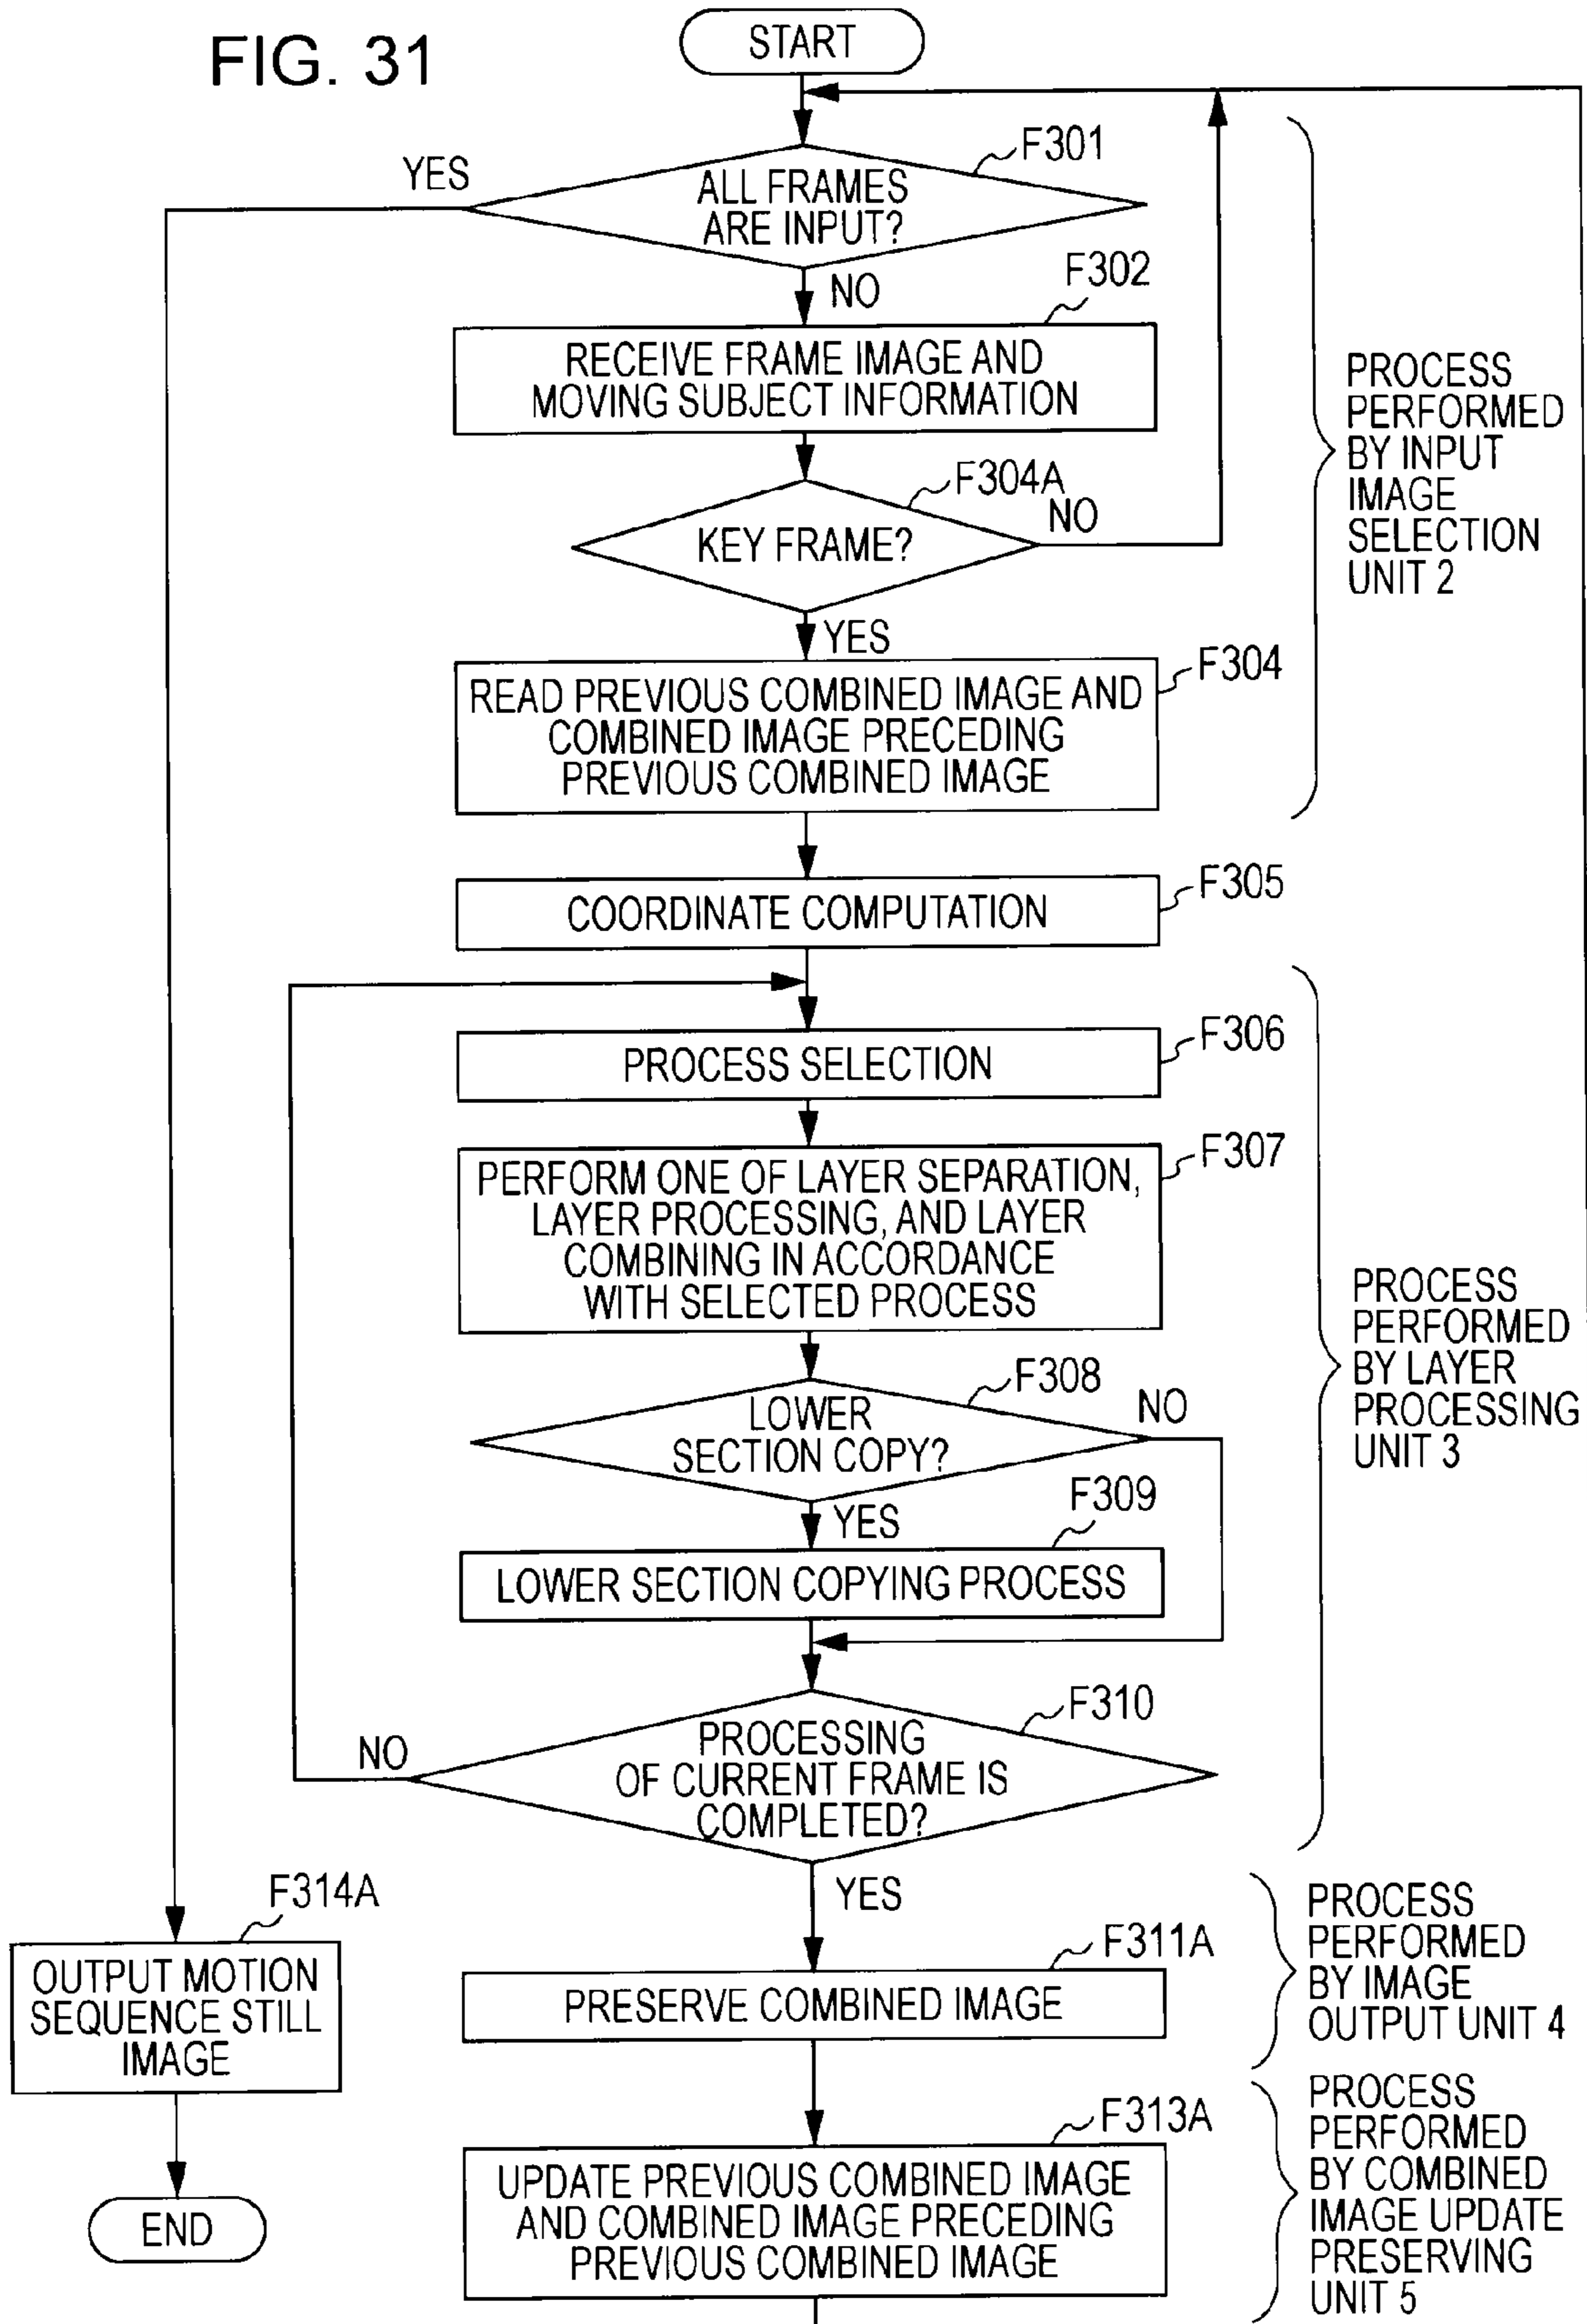 FIG. 31
START
F301
YES
ALL FRAMES
ARE INPUT?
NO
F302
RECEIVE FRAME IMAGE AND
MOVING SUBJECT INFORMATION
F304A
KEY FRAME?
NO
YES
PROCESS
PERFORMED
BY INPUT
IMAGE
SELECTION
UNIT 2
F304
READ PREVIOUS COMBINED IMAGE AND
COMBINED IMAGE PRECEDING
PREVIOUS COMBINED IMAGE
F305
COORDINATE COMPUTATION
F306
PROCESS SELECTION
F307
PERFORM ONE OF LAYER SEPARATION,
LAYER PROCESSING, AND LAYER
COMBINING IN ACCORDANCE
WITH SELECTED PROCESS
F308
LOWER
SECTION COPY?
NO
YES
F309
LOWER SECTION COPYING PROCESS
PROCESS
PERFORMED
BY LAYER
PROCESSING
UNIT 3
F310
PROCESSING
OF CURRENT FRAME IS
COMPLETED?
NO
YES
F314A
OUTPUT MOTION
SEQUENCE STILL
IMAGE
END
F311A
PRESERVE COMBINED IMAGE
PROCESS
PERFORMED
BY IMAGE
OUTPUT UNIT 4
F313A
UPDATE PREVIOUS COMBINED IMAGE
AND COMBINED IMAGE PRECEDING
PREVIOUS COMBINED IMAGE
PROCESS
PERFORMED
BY COMBINED
IMAGE UPDATE
PRESERVING
UNIT 5